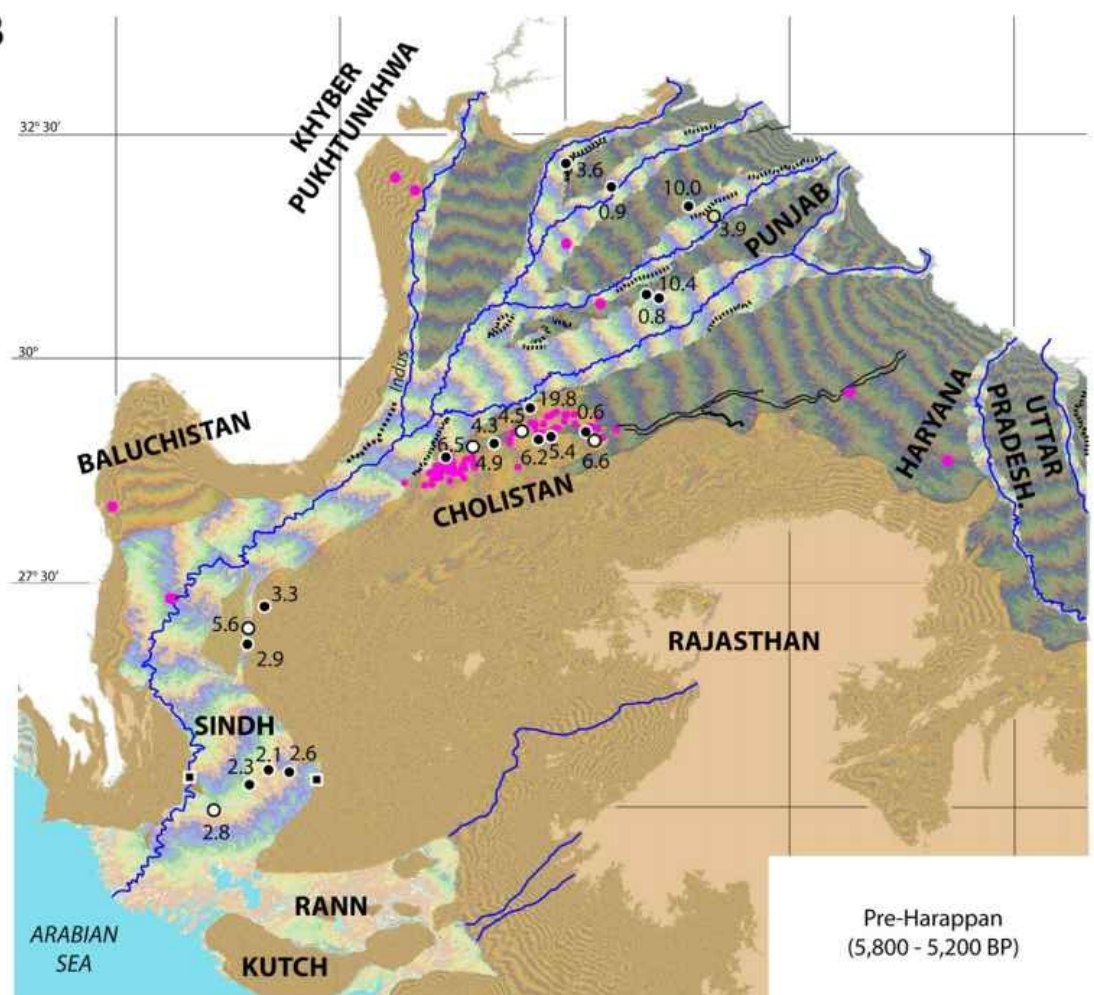 B
KHYBER
PUKHTUNKHWA
32° 30'
3.6
0.9
10.0
3.9
PUNJAB
10.4
0.8
30°
Indus
HARYANA
UTTAR
PRADESH.
BALUCHISTAN
19.8
0.6
4.5
4.3
6.5
4.9
6.2
5.4
6.6
CHOLISTAN
27° 30'
3.3
5.6
2.9
RAJASTHAN
SINDH
2.1
2.6
2.3
2.8
RANN
ARABIAN
SEA
KUTCH
Pre-Harappan
(5,800 - 5,200 BP)